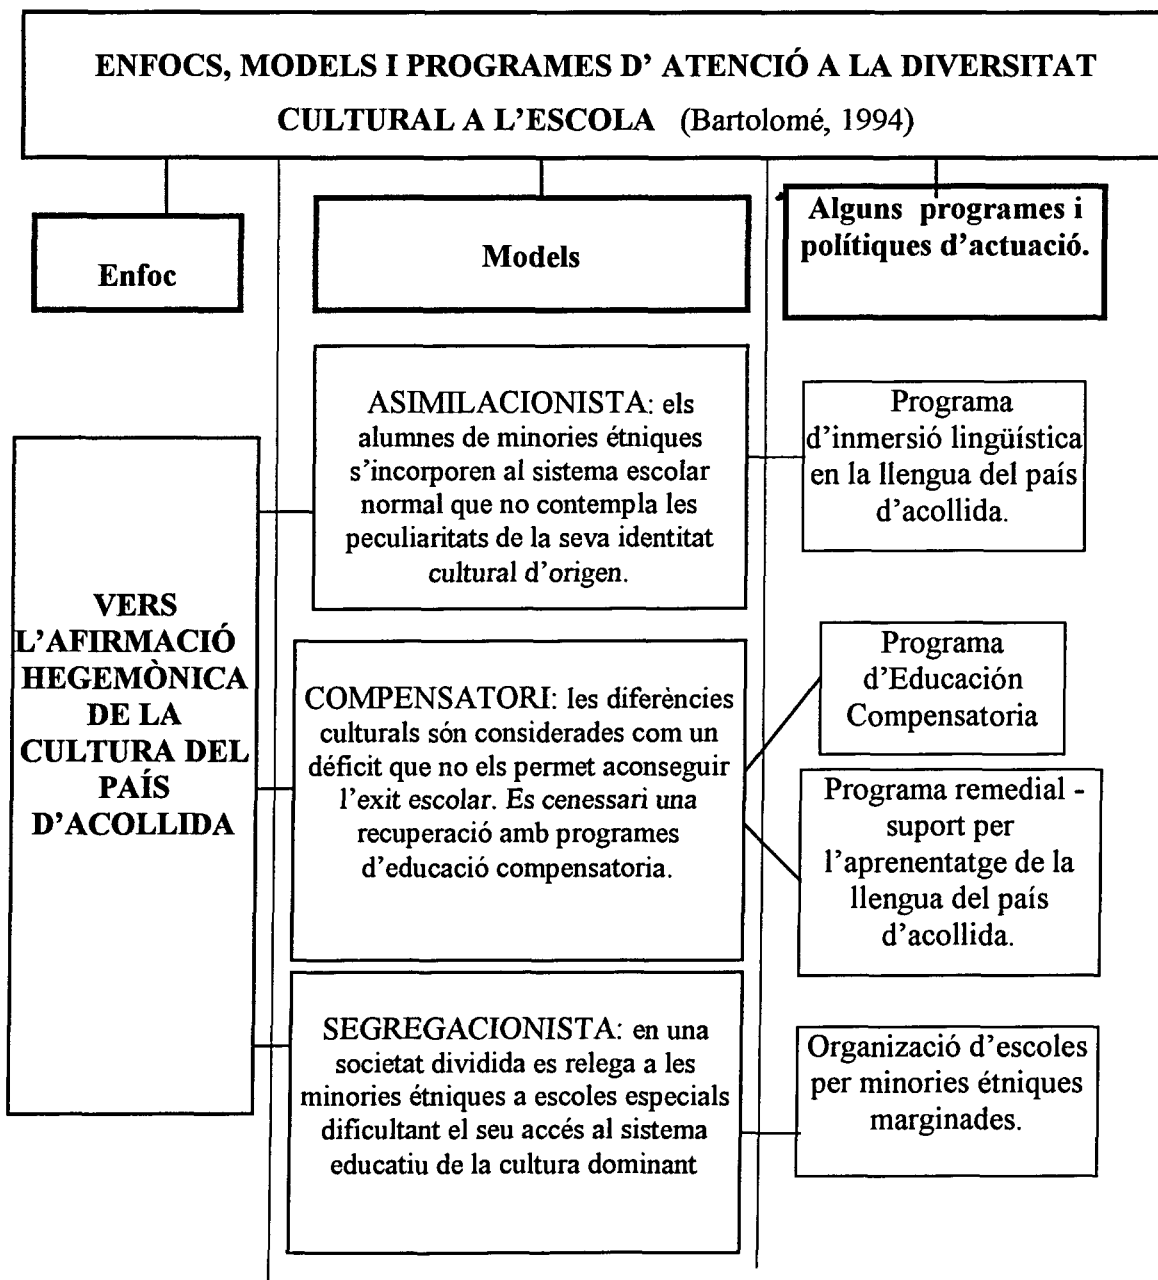 ENFOCS, MODELS I PROGRAMES D' ATENCIÓ A LA DIVERSITAT
CULTURAL A L'ESCOLA (Bartolomé, 1994)
Enfoc
Models
Alguns programes i
polítiques d'actuació.
VERS
L'AFIRMACIÓ
HEGEMÒNICA
DE LA
CULTURA DEL
PAÍS
D'ACOLLIDA
ASIMILACIONISTA: els
alumnes de minories étniques
s'incorporen al sistema escolar
normal que no contempla les
peculiaritats de la seva identitat
cultural d'origen.
Programa
d'inmersió lingüística
en la llengua del país
d'acollida.
COMPENSATORI: les diferències
culturals són considerades com un
déficit que no els permet aconseguir
l'exit escolar. Es cenessari una
recuperació amb programes
d'educació compensatoria.
Programa
d'Educación
Compensatoria
Programa remedial -
suport per
l'aprenentatge de la
llengua del país
d'acollida.
SEGREGACIONISTA: en una
societat dividida es relega a les
minories étniques a escoles especials
dificultant el seu accés al sistema
educatiu de la cultura dominant
Organizació d'escoles
per minories étniques
marginades.